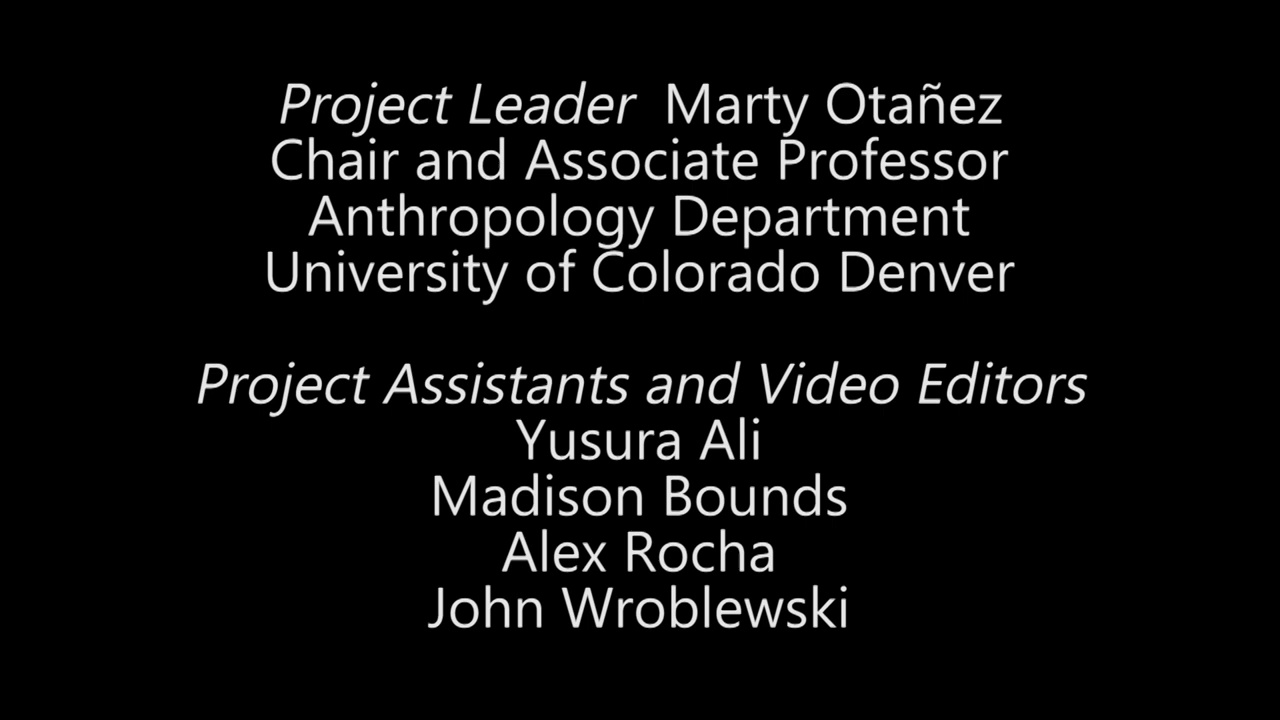 Project Leader  Marty Otañez
Chair and Associate Professor
Anthropology Department
University of Colorado Denver
Project Assistants and Video Editors
Yusura Ali
Madison Bounds
Alex Rocha
John Wroblewski